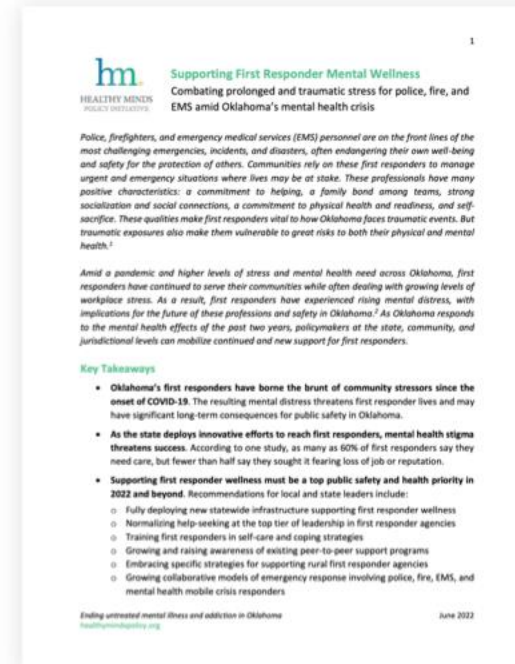 1
hm.
HEALTHY MINDS
POLICY INITIATIVE
Supporting First Responder Mental Wellness
Combating prolonged and traumatic stress for police, fire, and
EMS amid Oklahoma's mental health crisis
Police, firefighters, and emergency medical services (EMS) personnel are on the front lines of the
most challenging emergencies, incidents, and disasters, often endangering their own well-being
and safety for the protection of others. Communities rely on these first responders to manage
urgent and emergency situations where lives may be at stake. These professionals have many
positive characteristics: a commitment to helping, a family bond among teams, strong
socialization and social connections, a commitment to physical health and readiness, and self-
sacrifice. These qualities make first responders vital to how Oklahoma faces traumatic events. But
traumatic exposures also make them vulnerable to great risks to both their physical and mental
health.¹
Amid a pandemic and higher levels of stress and mental health need across Oklahoma, first
responders have continued to serve their communities while often dealing with growing levels of
workplace stress. As a result, first responders have experienced rising mental distress, with
implications for the future of these professions and safety in Oklahoma.² As Oklahoma responds
to the mental health effects of the past two years, policymakers at the state, community, and
jurisdictional levels can mobilize continued and new support for first responders.
Key Takeaways
• Oklahoma's first responders have borne the brunt of community stressors since the
onset of COVID-19. The resulting mental distress threatens first responder lives and may
have significant long-term consequences for public safety in Oklahoma.
• As the state deploys innovative efforts to reach first responders, mental health stigma
threatens success. According to one study, as many as 60% of first responders say they
need care, but fewer than half say they sought it fearing loss of job or reputation.
• Supporting first responder wellness must be a top public safety and health priority in
2022 and beyond. Recommendations for local and state leaders include:
o Fully deploying new statewide infrastructure supporting first responder wellness
o Normalizing help-seeking at the top tier of leadership in first responder agencies
o Training first responders in self-care and coping strategies
o Growing and raising awareness of existing peer-to-peer support programs
o Embracing specific strategies for supporting rural first responder agencies
o Growing collaborative models of emergency response involving police, fire, EMS, and
mental health mobile crisis responders
Ending untreated mental illness and addiction in Oklahoma
healthymindspolicy.org
June 2022